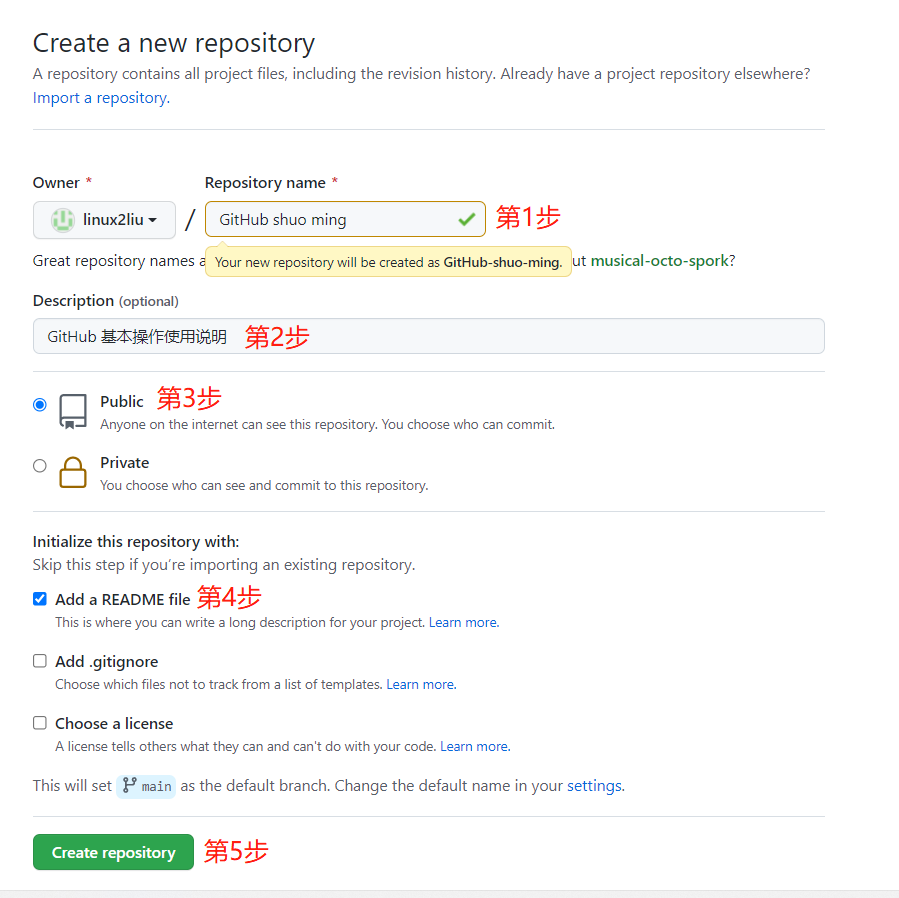 Create a new repository
A repository contains all project files, including the revision history. Already have a project repository elsewhere?
Import a repository.
Owner *
Repository name *
linux2liu
/
GitHub shuo ming
第1步
Great repository names a
Your new repository will be created as GitHub-shuo-ming.
ut musical-octo-spork?
Description (optional)
GitHub 基本操作使用说明 第2步
Public 第3步
Anyone on the internet can see this repository. You choose who can commit.
Private
You choose who can see and commit to this repository.
Initialize this repository with:
Skip this step if you’re importing an existing repository.
Add a README file 第4步
This is where you can write a long description for your project. Learn more.
Add .gitignore
Choose which files not to track from a list of templates. Learn more.
Choose a license
A license tells others what they can and can't do with your code. Learn more.
This will set main as the default branch. Change the default name in your settings.
Create repository 第5步